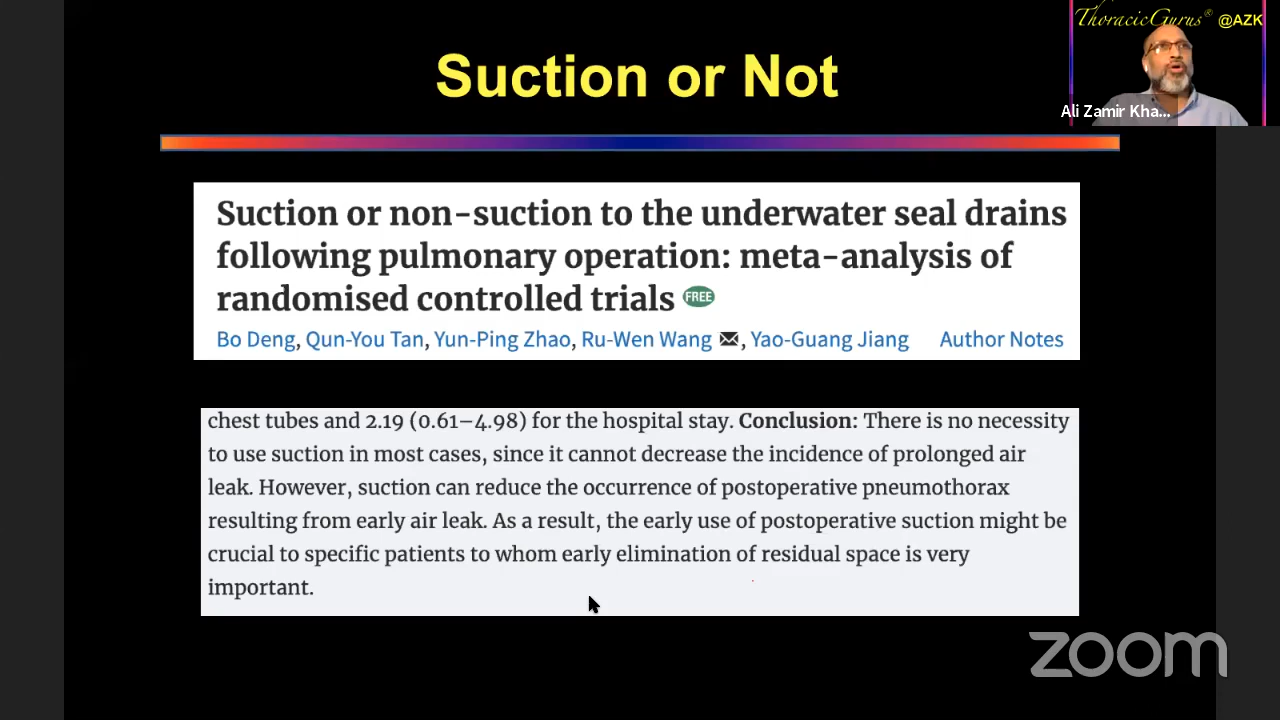 ThoracicGurus® @AZK
Suction or Not
Ali Zamir Kha...
Suction or non-suction to the underwater seal drains
following pulmonary operation: meta-analysis of
randomised controlled trials FREE
Bo Deng, Qun-You Tan, Yun-Ping Zhao, Ru-Wen Wang, Yao-Guang Jiang Author Notes
chest tubes and 2.19 (0.61–4.98) for the hospital stay. Conclusion: There is no necessity
to use suction in most cases, since it cannot decrease the incidence of prolonged air
leak. However, suction can reduce the occurrence of postoperative pneumothorax
resulting from early air leak. As a result, the early use of postoperative suction might be
crucial to specific patients to whom early elimination of residual space is very
important.
zoom